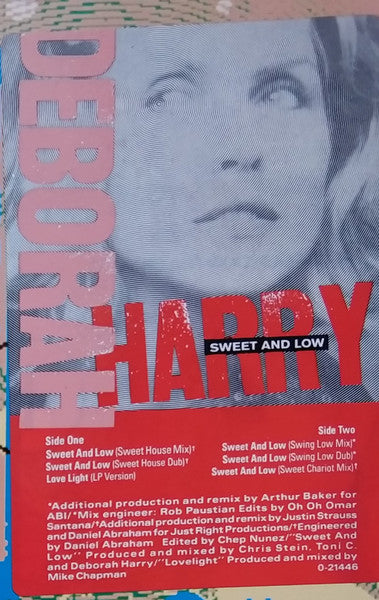 DEBORAH
HARRY
SWEET AND LOW
Side One
Sweet And Low (Sweet House Mix)†
Sweet And Low (Sweet House Dub)†
Love Light (LP Version)
Side Two
Sweet And Low (Swing Low Mix)*
Sweet And Low (Swing Low Dub)*
Sweet And Low (Sweet Chariot Mix)†
*Additional production and remix by Arthur Baker for
ABI/*Mix engineer: Rob Paustian Edits by Oh Oh Omar
Santana/†Additional production and remix by Justin Strauss
and Daniel Abraham for Just Right Productions/†Engineered
by Daniel Abraham Edited by Chep Nunez/"Sweet And
Low" Produced and mixed by Chris Stein, Toni C.
and Deborah Harry/"Lovelight" Produced and mixed by
Mike Chapman
0-21446